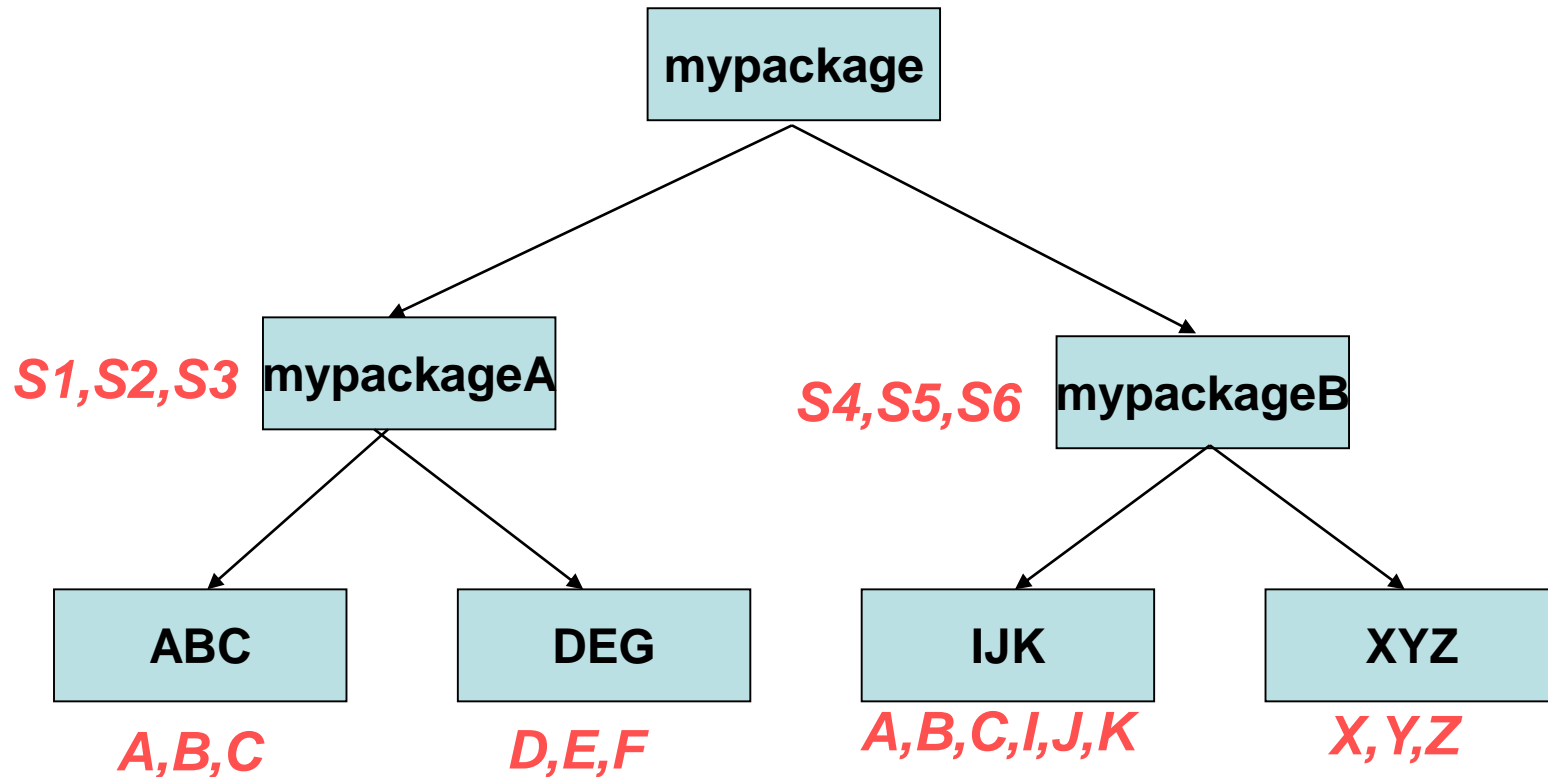 mypackage
S1,S2,S3
mypackageA
S4,S5,S6
mypackageB
ABC
DEG
IJK
XYZ
A,B,C
D,E,F
A,B,C,I,J,K
X,Y,Z